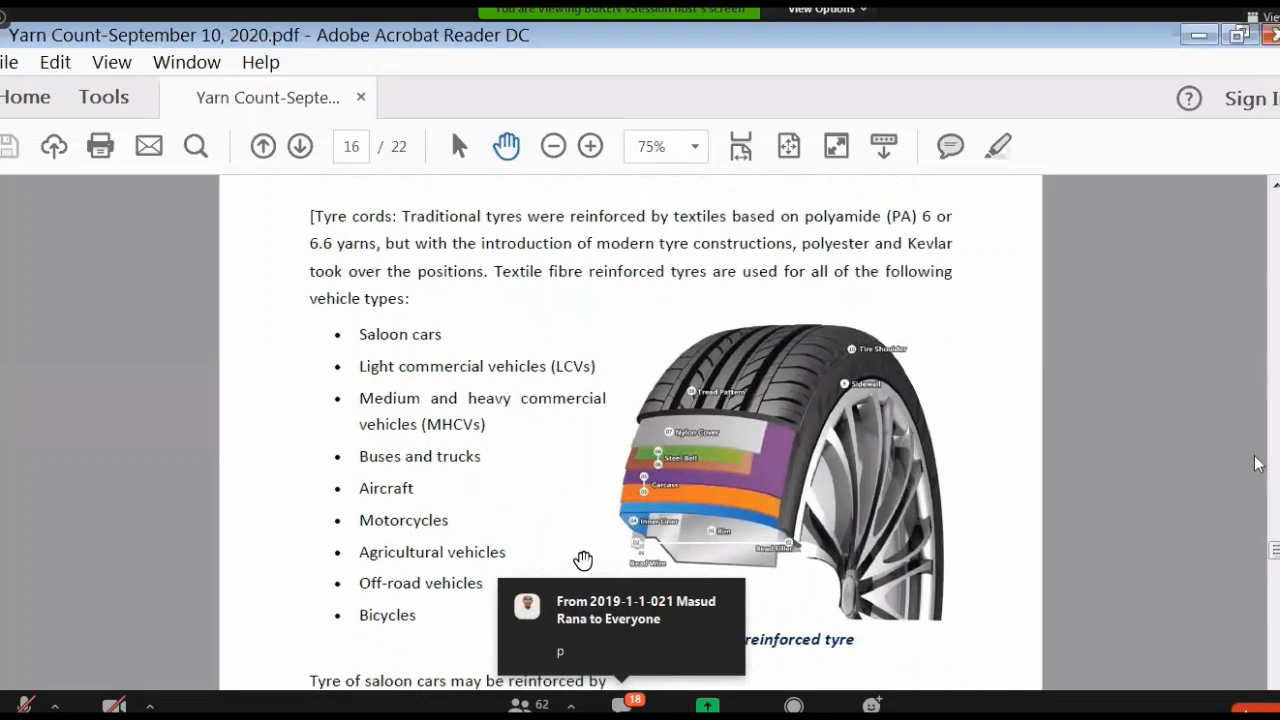 You are viewing BUREN vSession host's screen
View Options
View
Yarn Count-September 10, 2020.pdf - Adobe Acrobat Reader DC
ile Edit View Window Help
Home Tools Yarn Count-Septe... ×
Sign I
16 / 22
75%
[Tyre cords: Traditional tyres were reinforced by textiles based on polyamide (PA) 6 or
6.6 yarns, but with the introduction of modern tyre constructions, polyester and Kevlar
took over the positions. Textile fibre reinforced tyres are used for all of the following
vehicle types:
• Saloon cars
• Light commercial vehicles (LCVs)
• Medium and heavy commercial
vehicles (MHCVs)
• Buses and trucks
• Aircraft
• Motorcycles
• Agricultural vehicles
• Off-road vehicles
• Bicycles
Tire Shoulder
Sidewall
Tread Pattern
Nylon Cover
Steel Belt
Carcass
Inner Liner
Rim
Bead Filler
Bead Wire
reinforced tyre
From 2019-1-1-021 Masud
Rana to Everyone
p
Tyre of saloon cars may be reinforced by
62
18